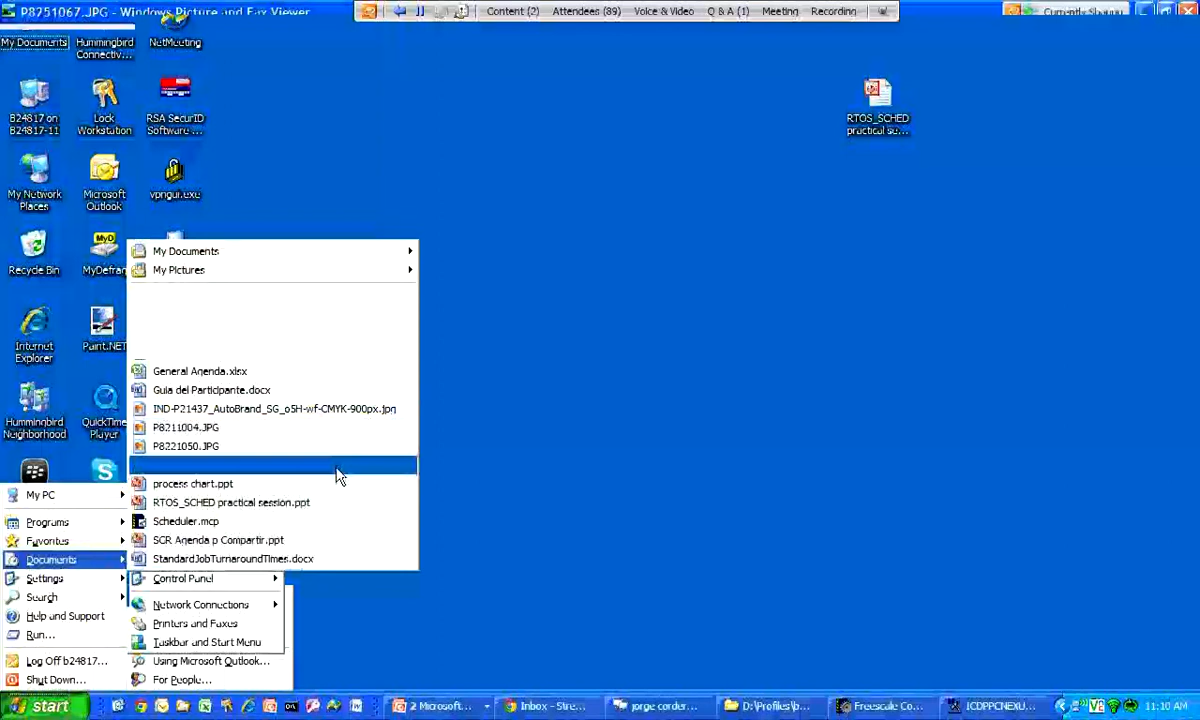 P8751067.JPG - Windows Picture and Fax Viewer
Content (2)
Attendees (89)
Voice & Video
Q & A (1)
Meeting
Recording
My Documents
Hummingbird
Connectiv...
NetMeeting
B24817 on
B24817-11
Lock
Workstation
RSA SecurID
Software ...
RTOS_SCHED
practical se...
My Network
Places
Microsoft
Outlook
vpngui.exe
Recycle Bin
MyDefrag
Internet
Explorer
Paint.NET
Hummingbird
Neighborhood
QuickTime
Player
My Documents
My Pictures
General Agenda.xlsx
Guia del Participante.docx
IND-P21437_AutoBrand_SG_o5H-wf-CMYK-900px.jpg
P8211004.JPG
P8221050.JPG
process chart.ppt
RTOS_SCHED practical session.ppt
Scheduler.mcp
SCR Agenda p Compartir.ppt
StandardJobTurnaroundTimes.docx
My PC
Programs
Favorites
Documents
Settings
Search
Help and Support
Run...
Log Off b24817...
Shut Down...
Control Panel
Network Connections
Printers and Faxes
Taskbar and Start Menu
Using Microsoft Outlook...
For People...
start
2 Microsoft...
Inbox - Stre...
jorge corder...
D:\Profiles\b...
Freescale Co...
ICDPPCNEXU...
11:10 AM